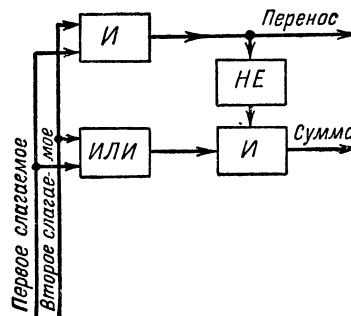 И
Перенос
НЕ
ИЛИ
И
Сумма
Первое слагаемое
Второе слагае-
мое